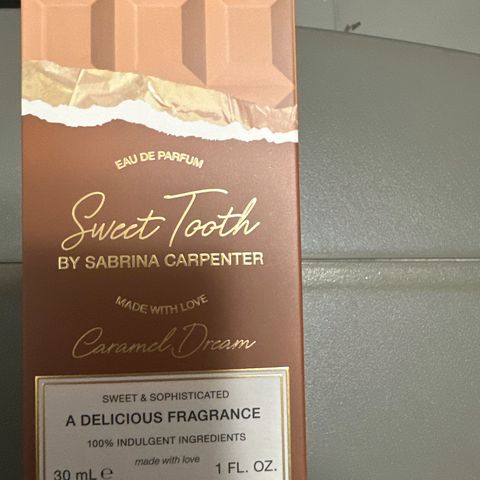 EAU DE PARFUM
Sweet Tooth
BY SABRINA CARPENTER
MADE WITH LOVE
Caramel Dream
SWEET & SOPHISTICATED
A DELICIOUS FRAGRANCE
100% INDULGENT INGREDIENTS
made with love
30 mL ℮ 1 FL. OZ.